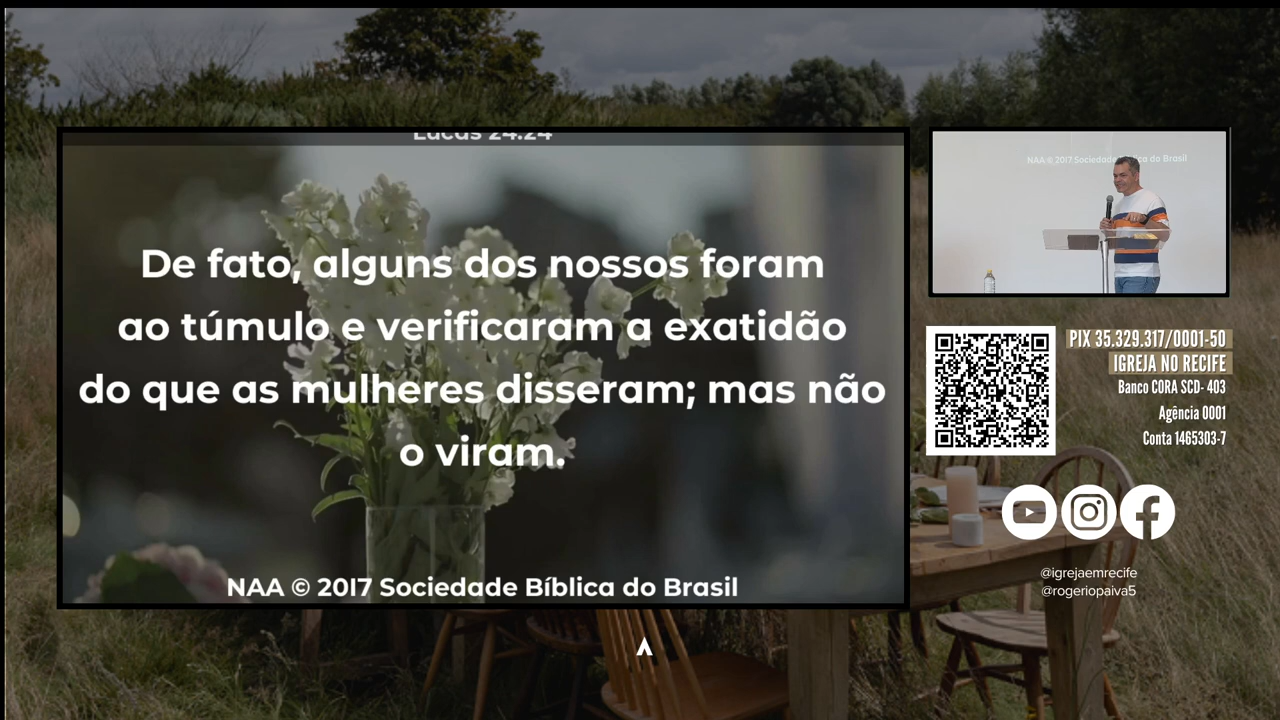 Lucas 24.24
De fato, alguns dos nossos foram
ao túmulo e verificaram a exatidão
do que as mulheres disseram; mas não
o viram.
NAA © 2017 Sociedade Bíblica do Brasil
NAA © 2017 Sociedade Bíblica do Brasil
PIX 35.329.317/0001-50
IGREJA NO RECIFE
Banco CORA SCD- 403
Agência 0001
Conta 1465303-7
@igrejaemrecife
@rogeriopaiva5